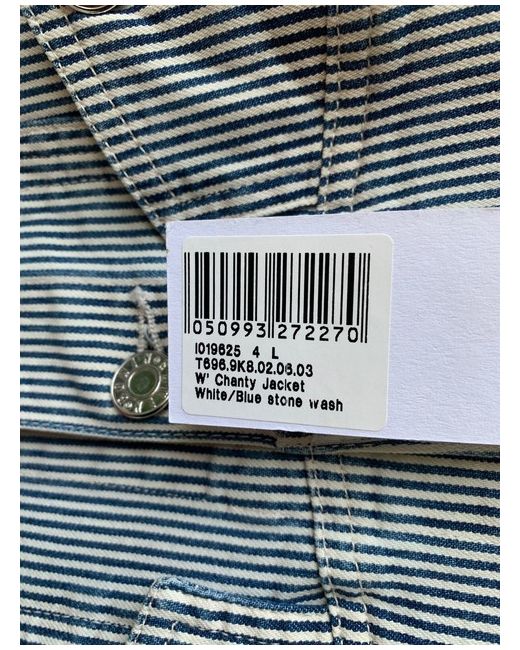 050993 272270
I019625 4 L
T696.9K8.02.06.03
W' Chanty Jacket
White/Blue stone wash